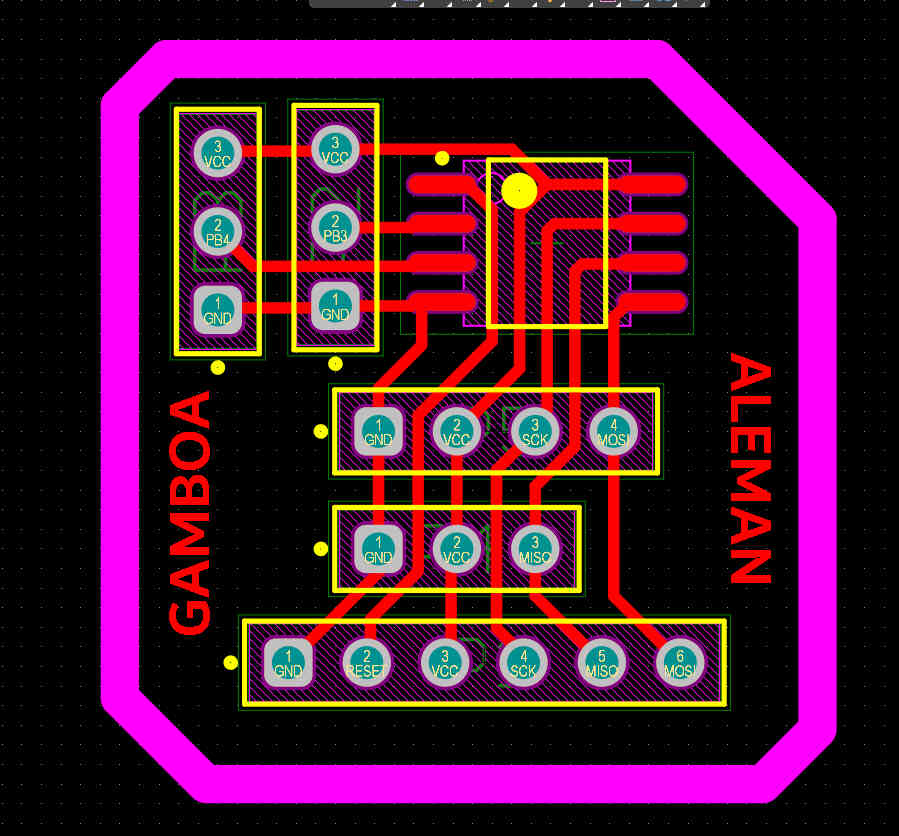 3
VCC
2
PB4
1
GND
3
VCC
2
PB3
1
GND
GAMBOA
ALEMAN
1
GND
2
VCC
3
SCK
4
MOSI
1
GND
2
VCC
3
MISO
1
GND
2
RESET
3
VCC
4
SCK
5
MISO
6
MOSI